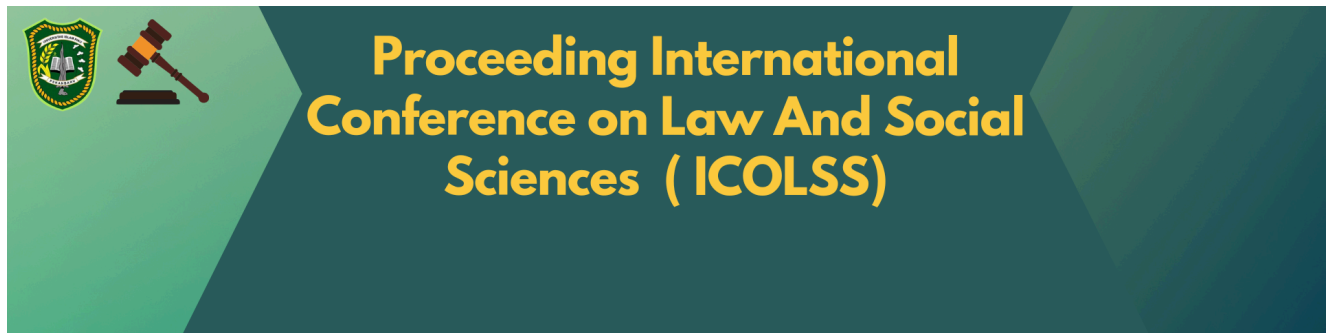 Proceeding International
Conference on Law And Social
Sciences ( ICOLSS)